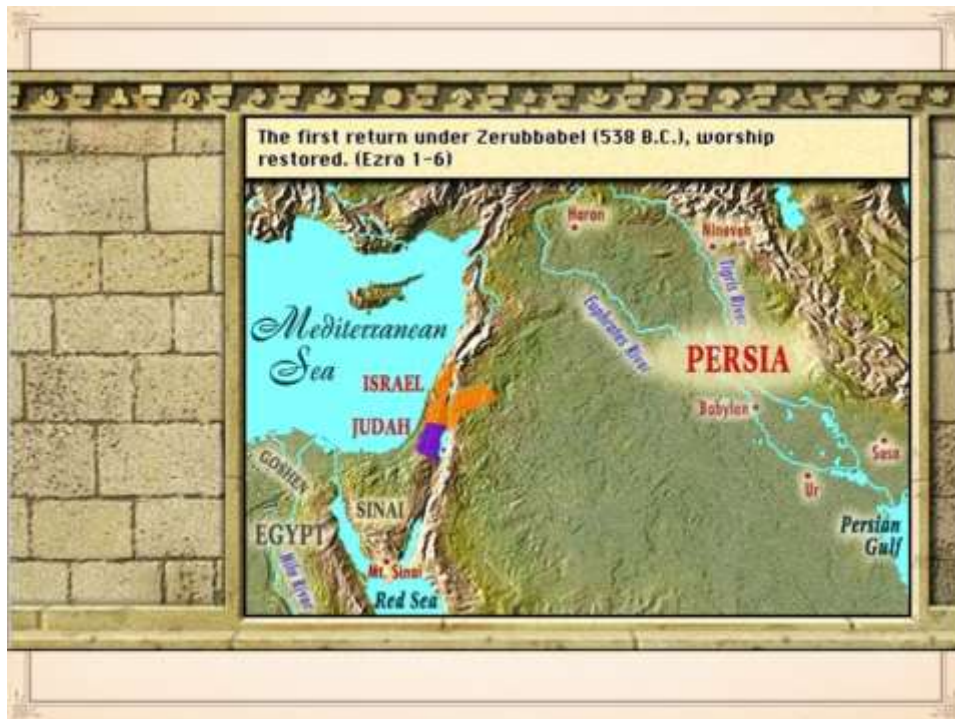 The first return under Zerubbabel (538 B.C.), worship
restored. (Ezra 1-6)
Haran
Nineveh
Tigris River
Euphrates River
Mediterranean
Sea
PERSIA
ISRAEL
Babylon
JUDAH
Susa
GOSHEN
Ur
SINAI
EGYPT
Persian
Gulf
Nile River
Mt. Sinai
Red Sea